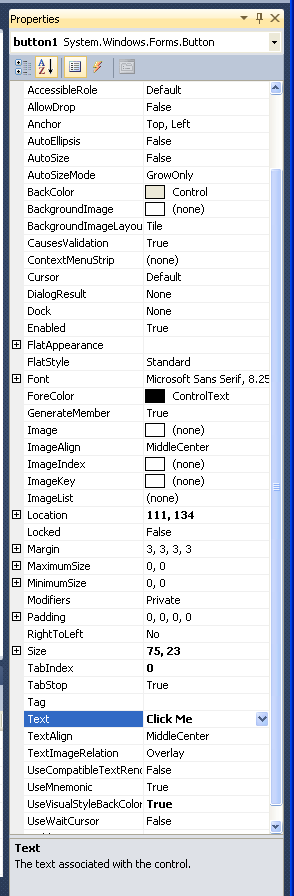 Properties
button1 System.Windows.Forms.Button
AccessibleRole Default
AllowDrop False
Anchor Top, Left
AutoEllipsis False
AutoSize False
AutoSizeMode GrowOnly
BackColor Control
BackgroundImage (none)
BackgroundImageLayou Tile
CausesValidation True
ContextMenuStrip (none)
Cursor Default
DialogResult None
Dock None
Enabled True
FlatAppearance
FlatStyle Standard
Font Microsoft Sans Serif, 8.25
ForeColor ControlText
GenerateMember True
Image (none)
ImageAlign MiddleCenter
ImageIndex (none)
ImageKey (none)
ImageList (none)
Location 111, 134
Locked False
Margin 3, 3, 3, 3
MaximumSize 0, 0
MinimumSize 0, 0
Modifiers Private
Padding 0, 0, 0, 0
RightToLeft No
Size 75, 23
TabIndex 0
TabStop True
Tag
Text Click Me
TextAlign MiddleCenter
TextImageRelation Overlay
UseCompatibleTextRend False
UseMnemonic True
UseVisualStyleBackColor True
UseWaitCursor False
Text
The text associated with the control.